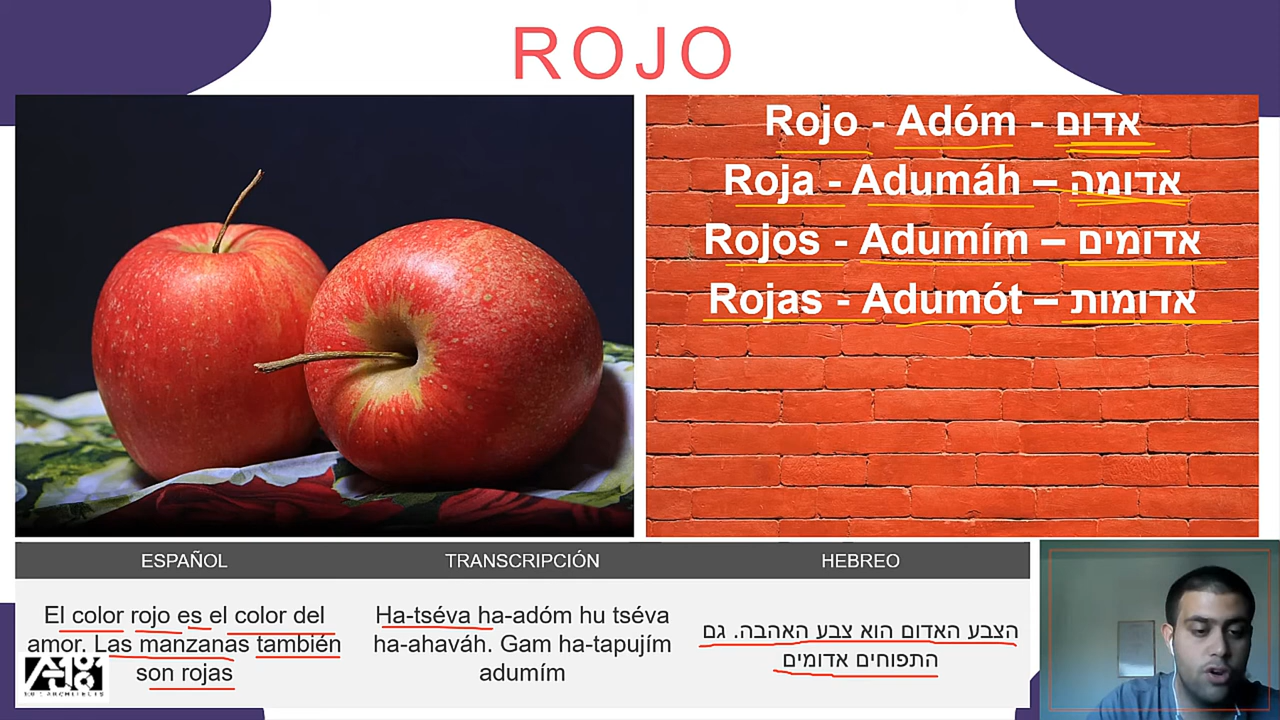 ROJO
Rojo - Adóm - אדום
Roja - Adumáh – אדומה
Rojos - Adumím – אדומים
Rojas - Adumót – אדומות
ESPAÑOL
El color rojo es el color del
amor. Las manzanas también
son rojas
TRANSCRIPCIÓN
Ha-tséva ha-adóm hu tséva
ha-ahaváh. Gam ha-tapujím
adumím
HEBREO
הצבע האדום הוא צבע האהבה. גם
התפוחים אדומים